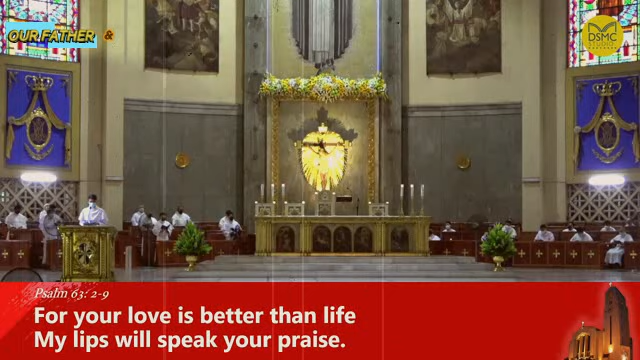 OUR FATHER &
DSMC
STUDIO
Psalm 63: 2-9
For your love is better than life
My lips will speak your praise.